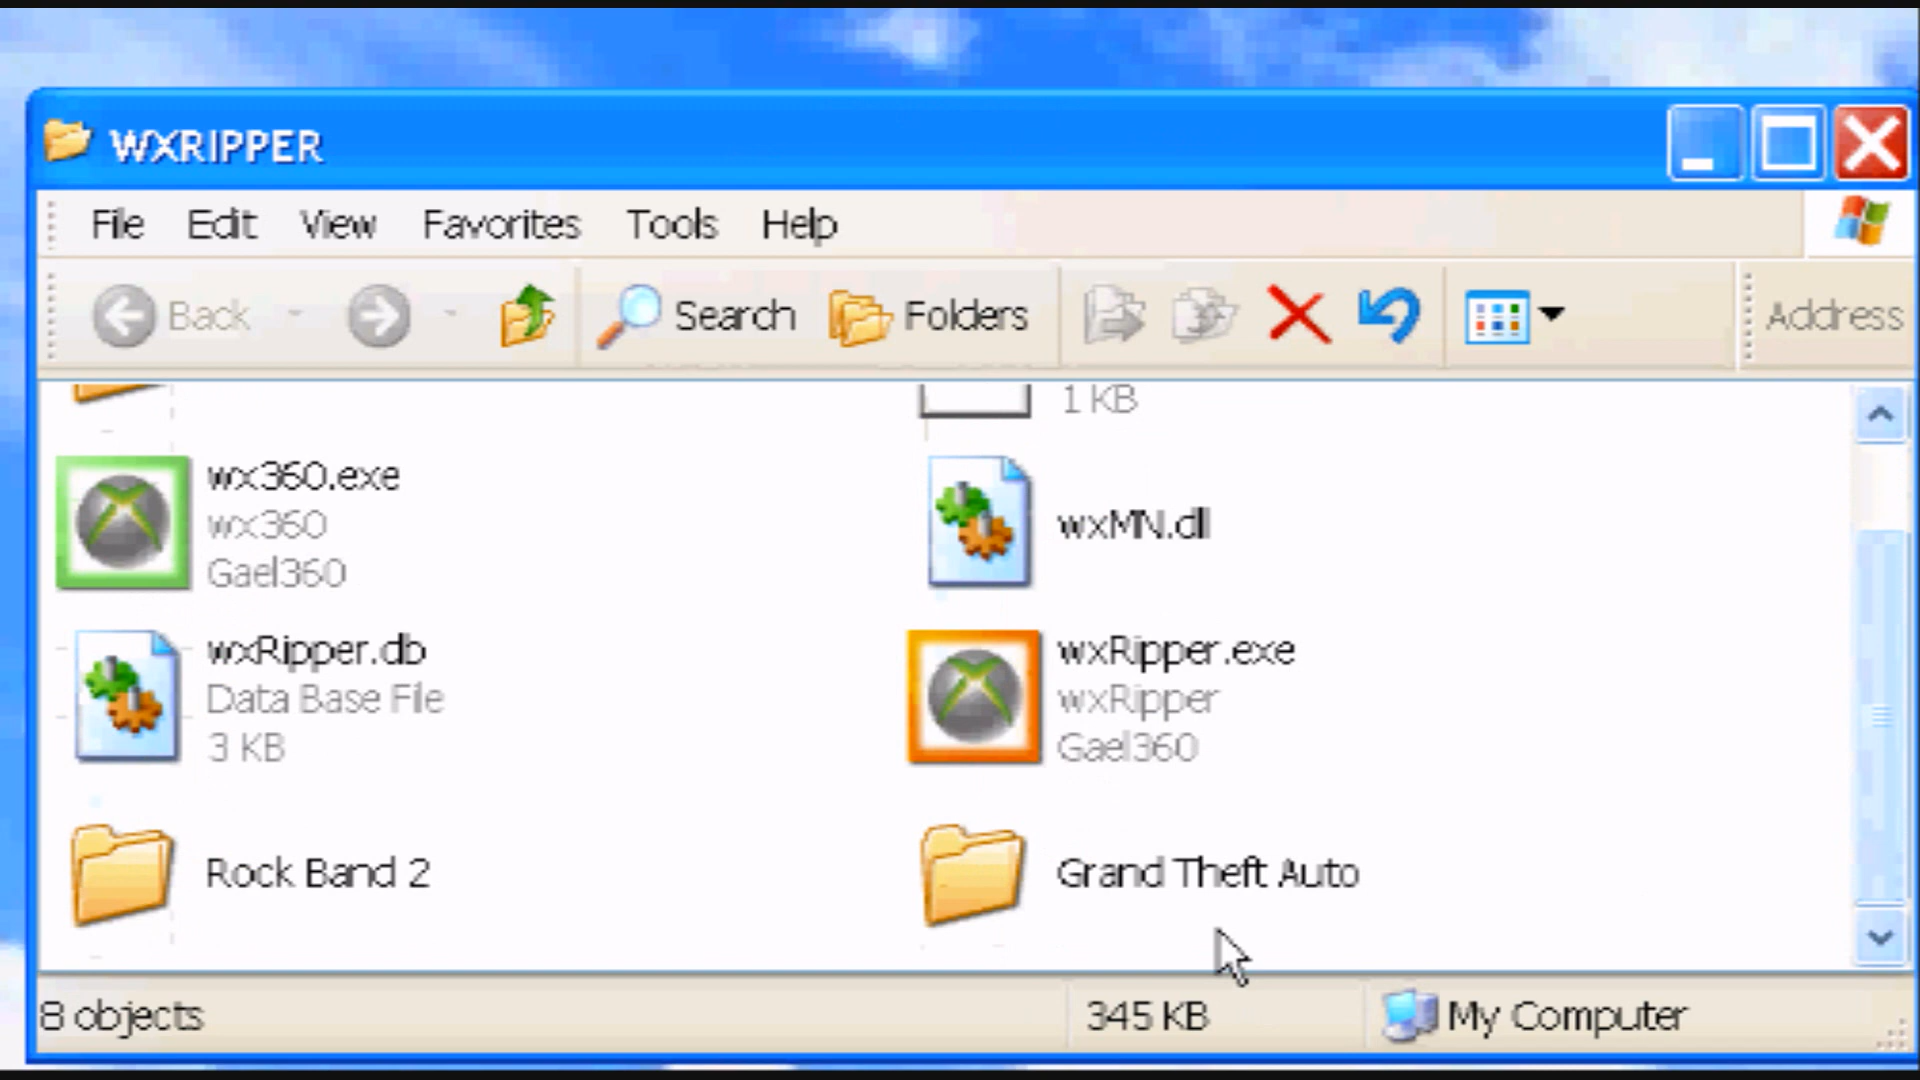 WXRIPPER
File Edit View Favorites Tools Help
Back Search Folders Address
1 KB
wx360.exe
wx360
Gael360
wxMN.dll
wxRipper.db
Data Base File
3 KB
wxRipper.exe
wxRipper
Gael360
Rock Band 2
Grand Theft Auto
8 objects 345 KB My Computer